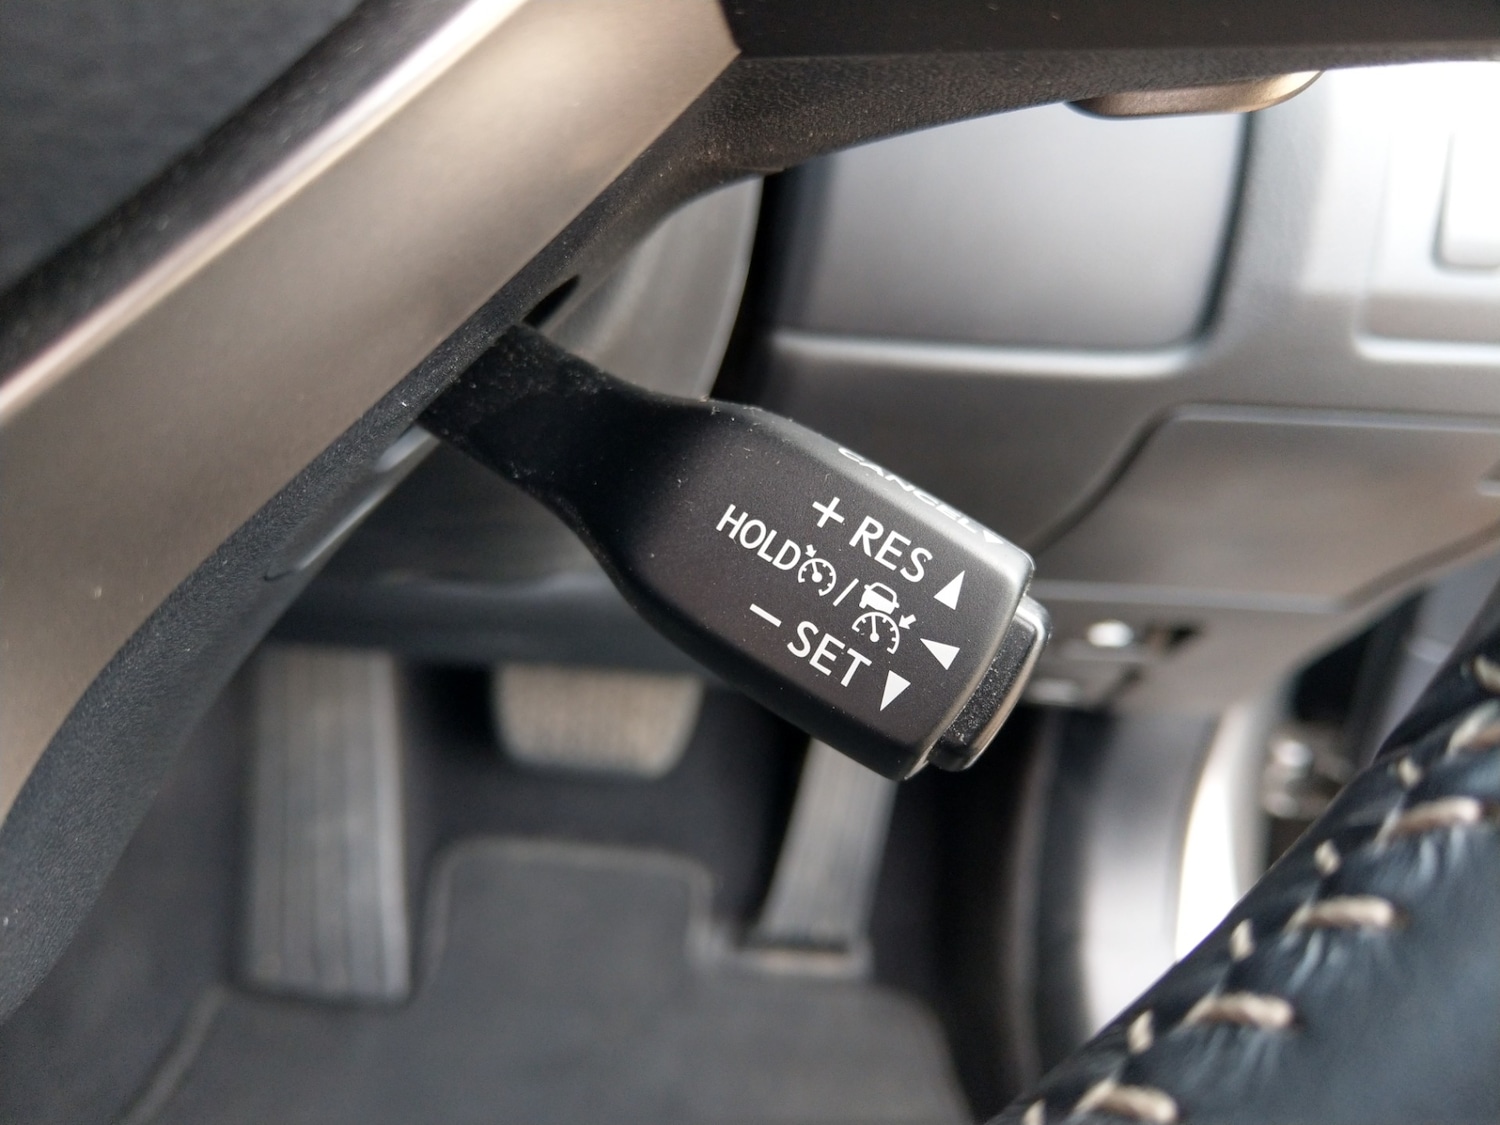 CANCEL
+ RES
HOLD /
− SET